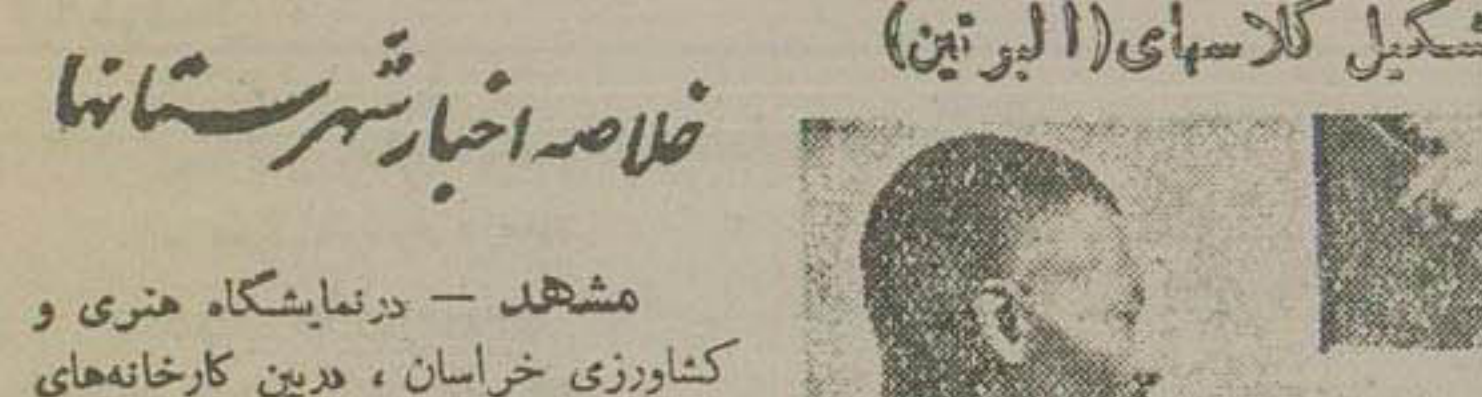 تشکیل کلاسهای (البرتین)
خلاصه اخبار شهرستانها
مشهد — درنمایشگاه هنری و
کشاورزی خراسان ، دربین کارخانه‌های